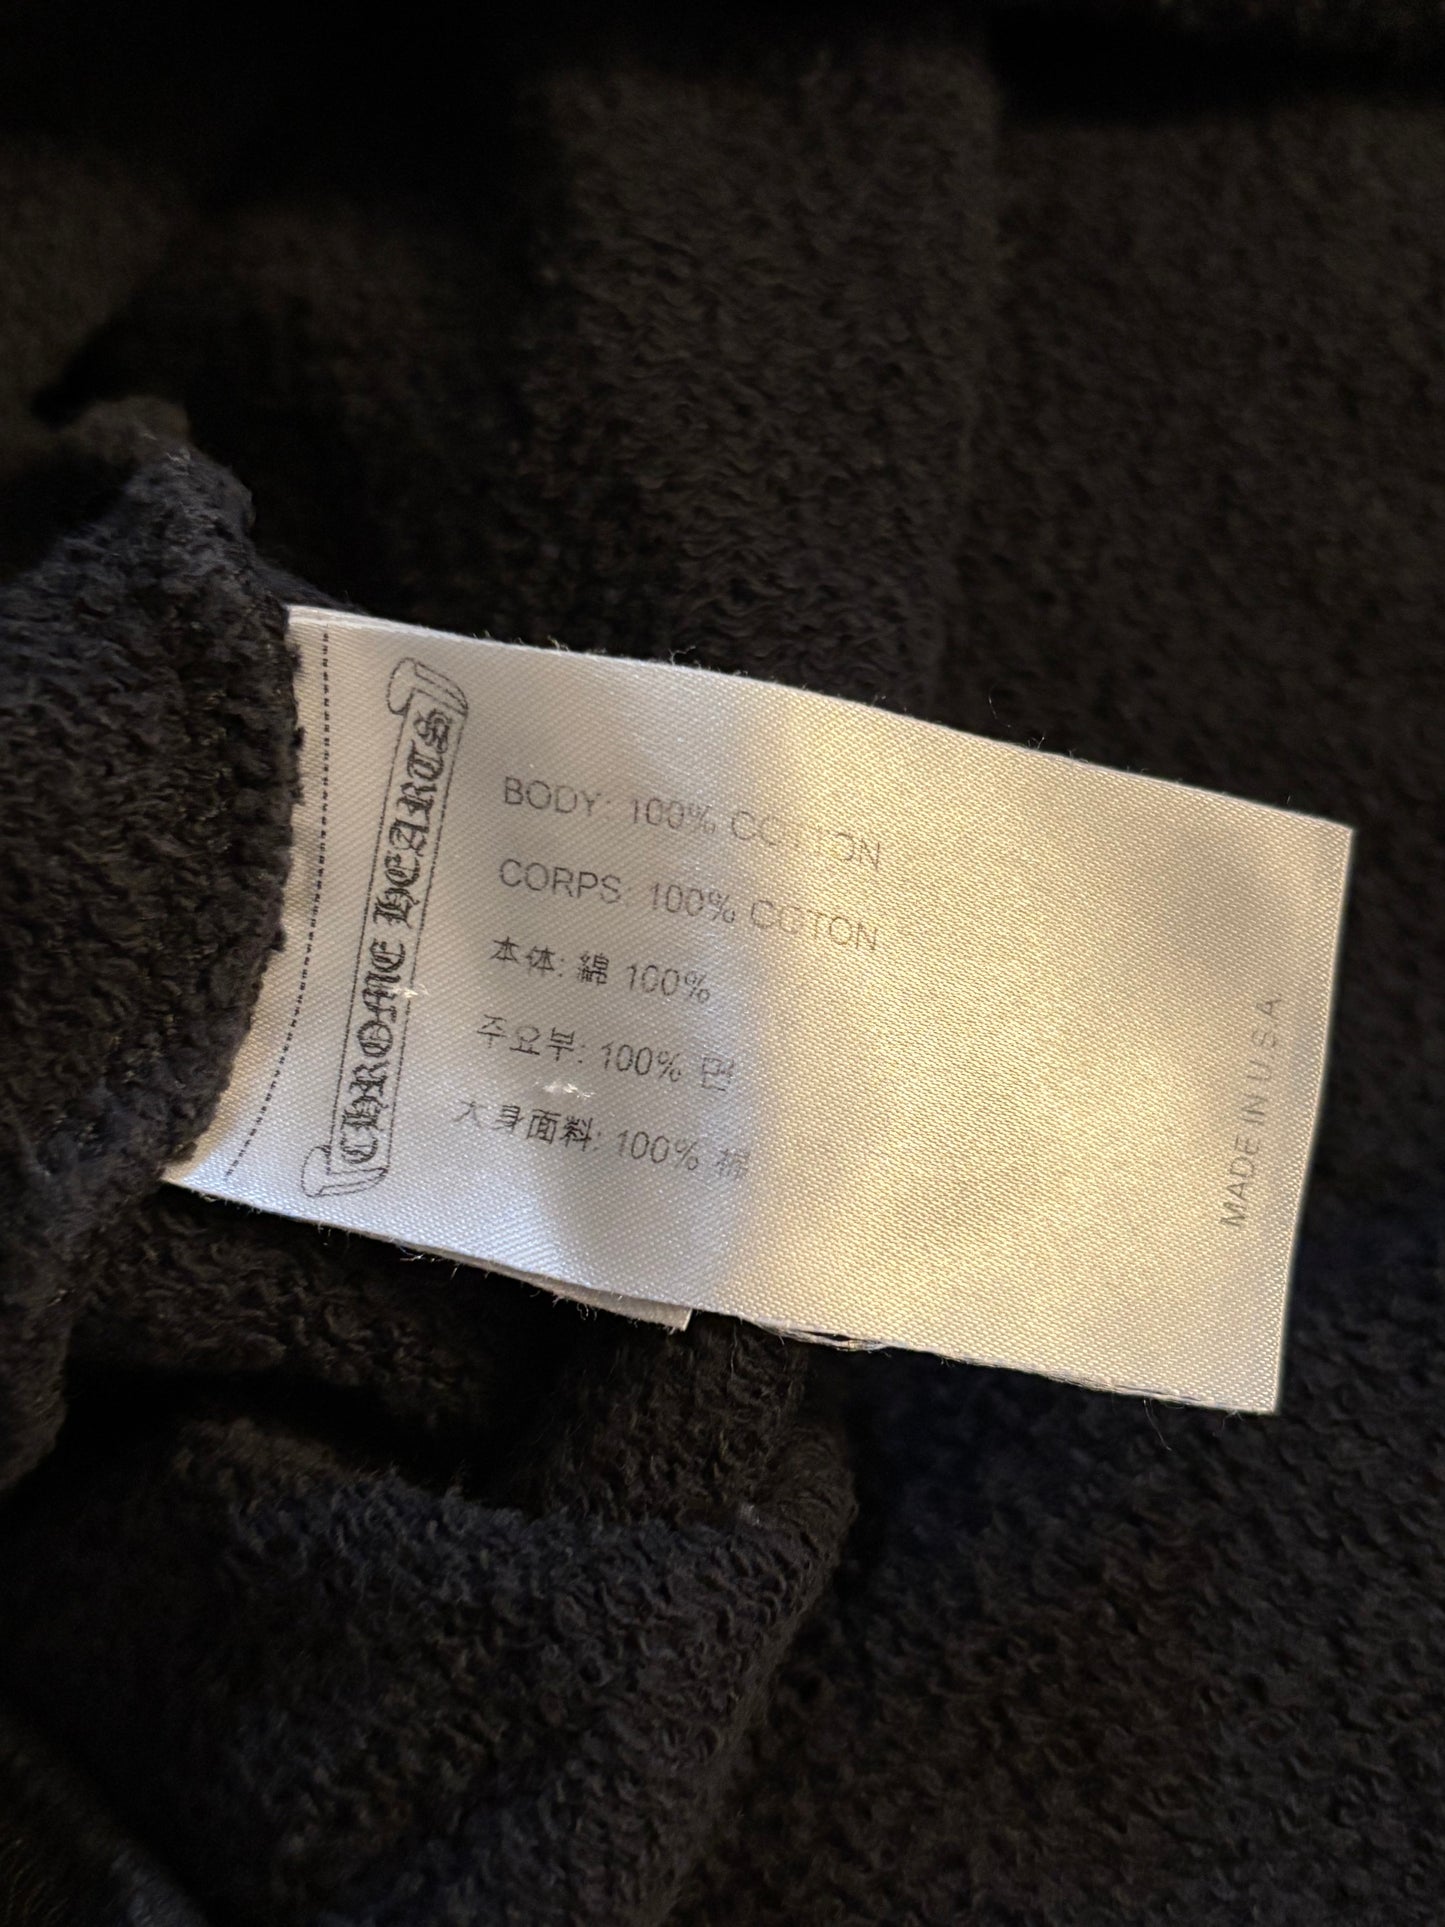 CHROME HEARTS
BODY: 100% COTTON
CORPS: 100% COTON
本体: 綿 100%
주요부: 100% 면
大身面料: 100% 棉
MADE IN U.S.A.